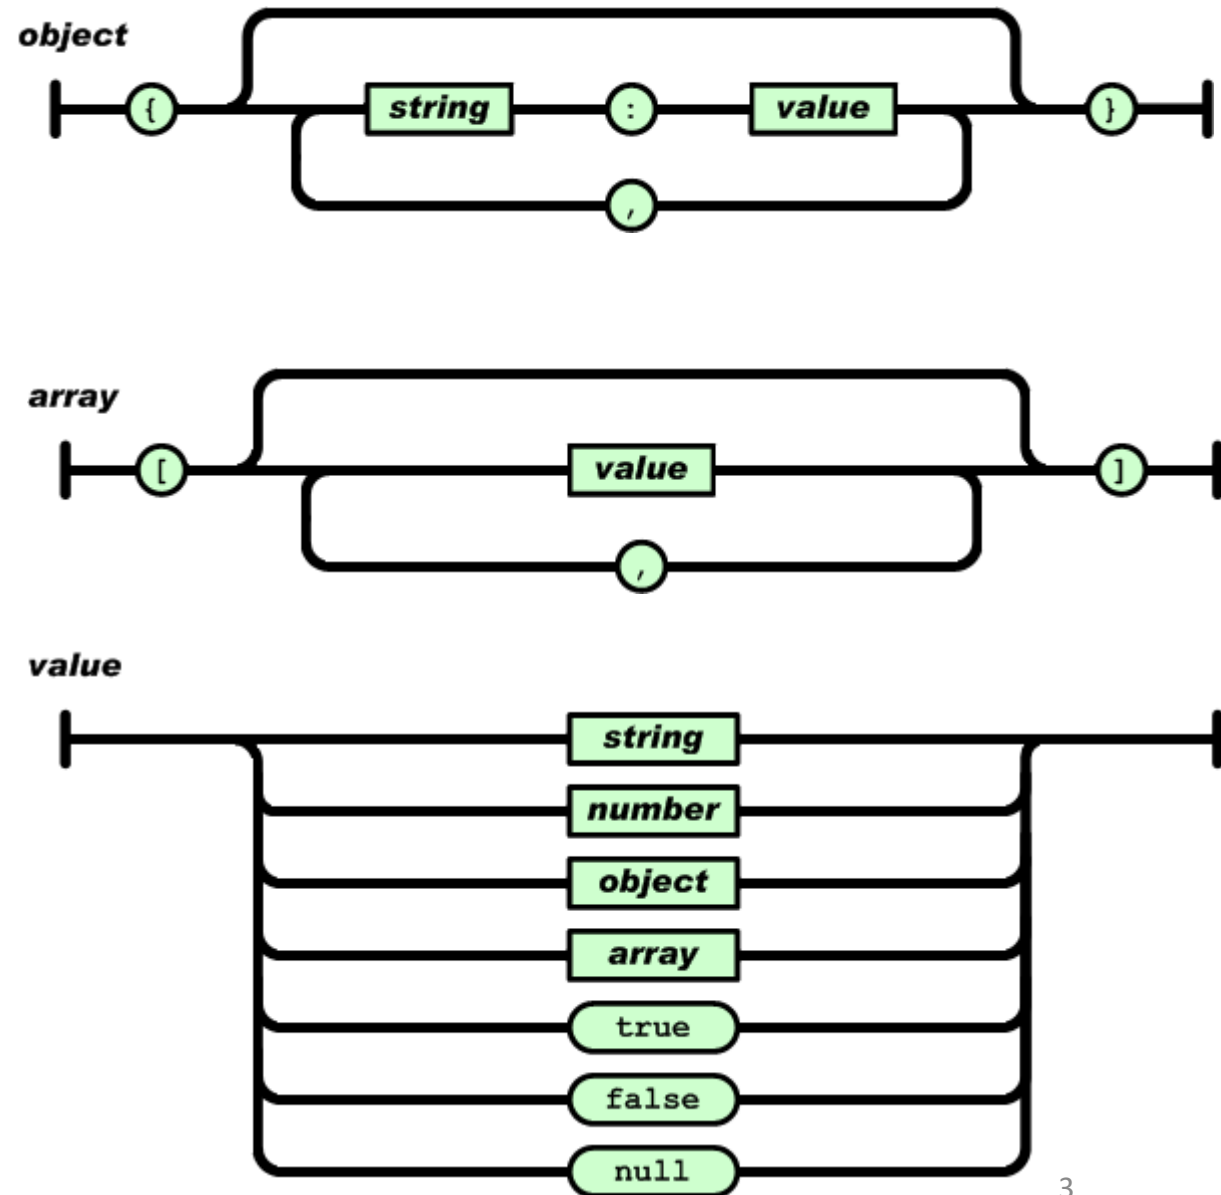 object
{ string : value }
,
array
[ value ]
,
value
string
number
object
array
true
false
null
3